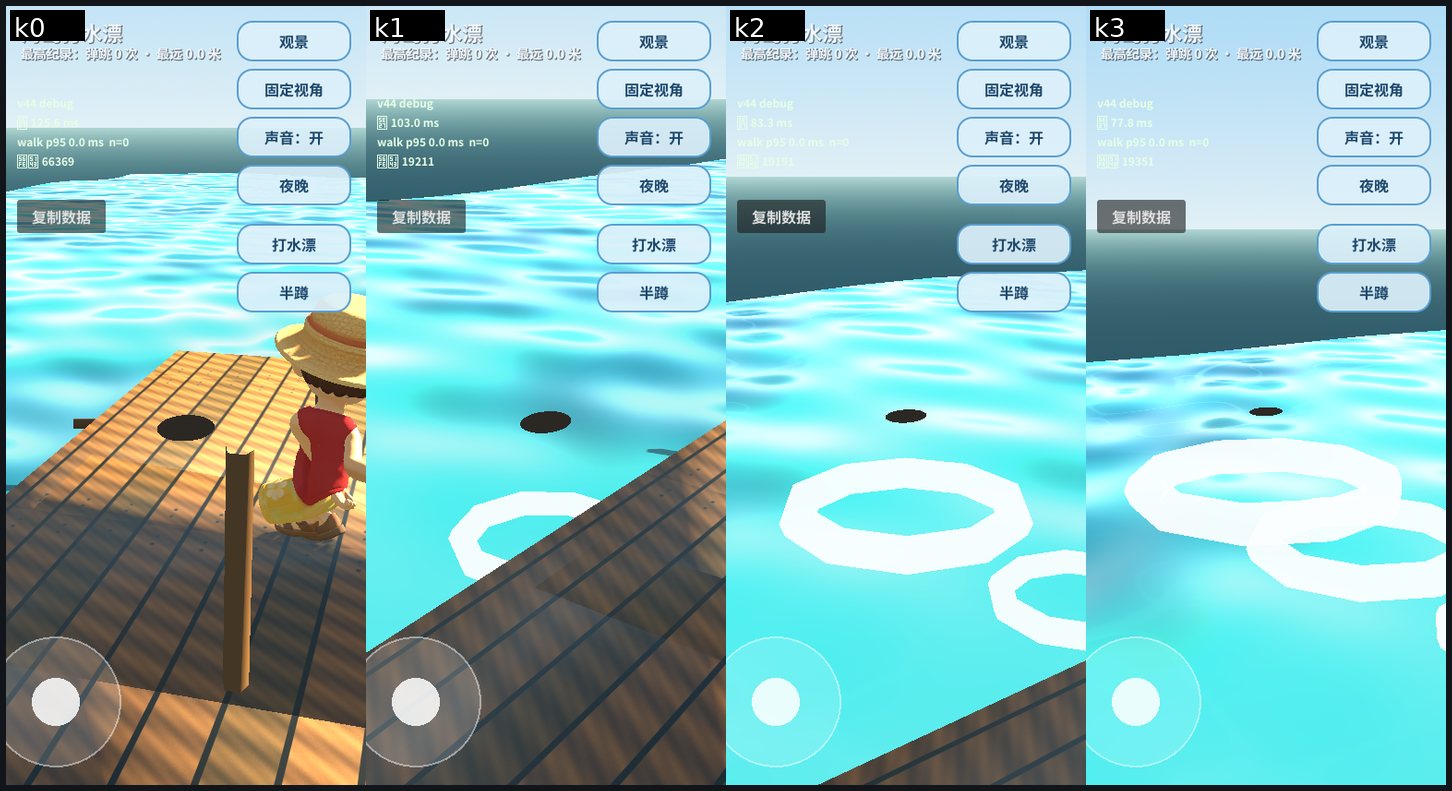 k0
水漂
最高纪录：弹跳 0 次 · 最远 0.0 米
v44 debug
125.6 ms
walk p95 0.0 ms n=0
66369
复制数据
观景
固定视角
声音：开
夜晚
打水漂
半蹲
k1
水漂
最高纪录：弹跳 0 次 · 最远 0.0 米
v44 debug
103.0 ms
walk p95 0.0 ms n=0
19211
复制数据
观景
固定视角
声音：开
夜晚
打水漂
半蹲
k2
水漂
最高纪录：弹跳 0 次 · 最远 0.0 米
v44 debug
83.3 ms
walk p95 0.0 ms n=0
复制数据
观景
固定视角
声音：开
夜晚
打水漂
半蹲
k3
水漂
最高纪录：弹跳 0 次 · 最远 0.0 米
v44 debug
77.8 ms
walk p95 0.0 ms n=0
19351
复制数据
观景
固定视角
声音：开
夜晚
打水漂
半蹲